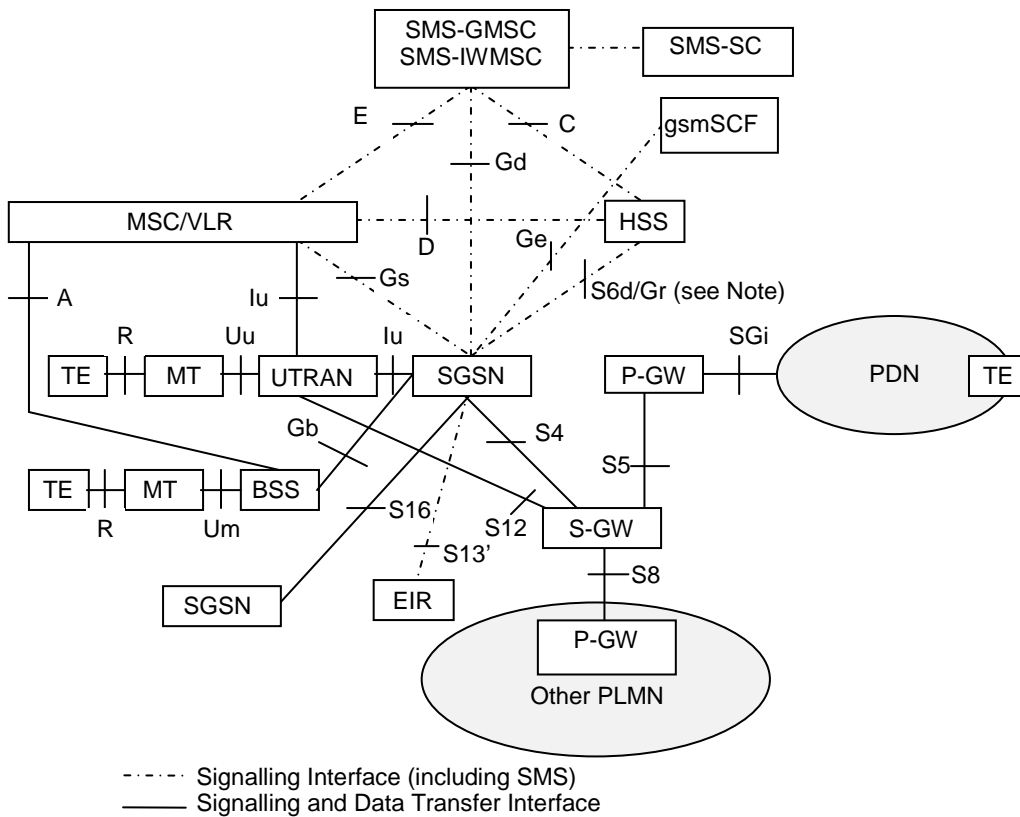 SMS-GMSC
SMS-IWMSC
SMS-SC
E
C
gsmSCF
Gd
MSC/VLR
HSS
D
Ge
Gs
S6d/Gr (see Note)
A
Iu
R
Uu
Iu
SGi
TE
MT
UTRAN
SGSN
P-GW
PDN
TE
Gb
S4
S5
TE
MT
BSS
S16
S12
S-GW
R
Um
S13’
S8
SGSN
EIR
P-GW
Other PLMN
Signalling Interface (including SMS)
Signalling and Data Transfer Interface